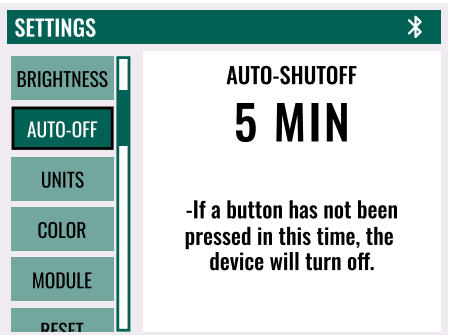 SETTINGS
BRIGHTNESS
AUTO-OFF
UNITS
COLOR
MODULE
RESET
AUTO-SHUTOFF
5 MIN
-If a button has not been
pressed in this time, the
device will turn off.